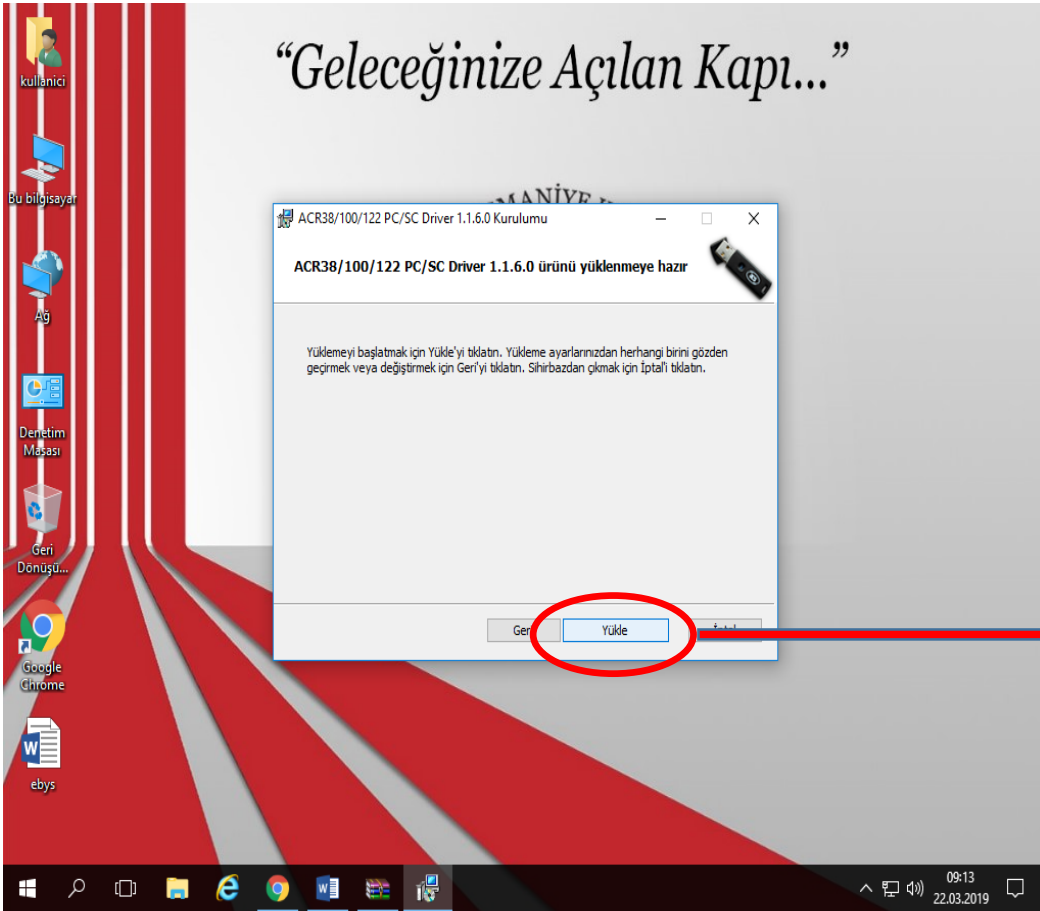 “Geleceğinize Açılan Kapı...”
kullanici
Bu bilgisayar
Ağ
Denetim
Masası
Geri
Dönüşü...
Google
Chrome
ebys
ACR38/100/122 PC/SC Driver 1.1.6.0 Kurulumu
ACR38/100/122 PC/SC Driver 1.1.6.0 ürünü yüklenmeye hazır
Yüklemeyi başlatmak için Yükle'yi tıklatın. Yükleme ayarlarınızdan herhangi birini gözden
geçirmek veya değiştirmek için Geri'yi tıklatın. Sihirbazdan çıkmak için İptal'i tıklatın.
Yükle
09:13
22.03.2019